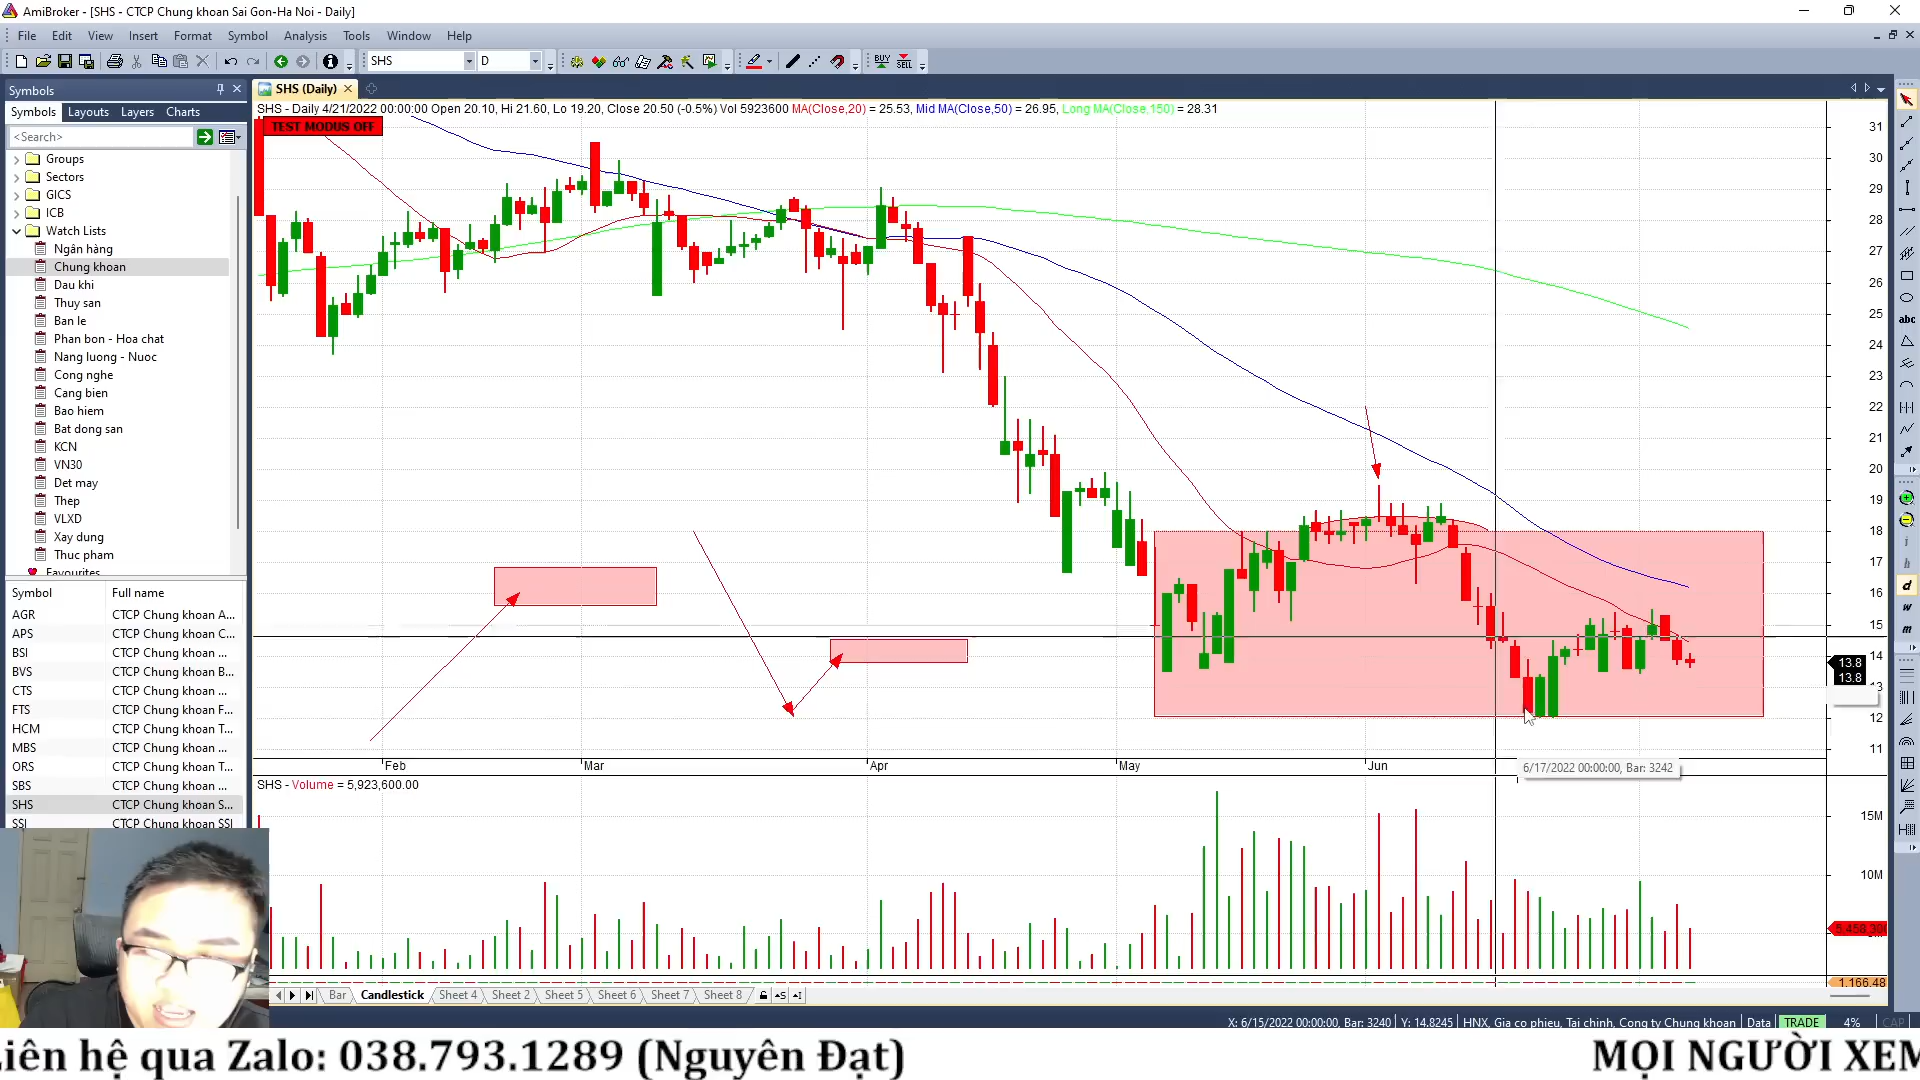 AmiBroker - [SHS - CTCP Chung khoan Sai Gon-Ha Noi - Daily]
File Edit View Insert Format Symbol Analysis Tools Window Help
SHS D BUY SELL
Symbols
SHS (Daily)
Symbols Layouts Layers Charts
<Search>
Groups
Sectors
GICS
ICB
Watch Lists
Ngân hàng
Chung khoan
Dau khi
Thuy san
Ban le
Phan bon - Hoa chat
Nang luong - Nuoc
Cong nghe
Cang bien
Bao hiem
Bat dong san
KCN
VN30
Det may
Thep
VLXD
Xay dung
Thuc pham
Favourites
Symbol Full name
AGR CTCP Chung khoan A...
APS CTCP Chung khoan C...
BSI CTCP Chung khoan ...
BVS CTCP Chung khoan B...
CTS CTCP Chung khoan ...
FTS CTCP Chung khoan F...
HCM CTCP Chung khoan T...
MBS CTCP Chung khoan ...
ORS CTCP Chung khoan T...
SBS CTCP Chung khoan ...
SHS CTCP Chung khoan S...
SSI CTCP Chung khoan SSI
SHS - Daily 4/21/2022 00:00:00 Open 20.10, Hi 21.60, Lo 19.20, Close 20.50 (-0.5%) Vol 5923600 MA(Close,20) = 25.53, Mid MA(Close,50) = 26.95, Long MA(Close,150) = 28.31
TEST MODUS OFF
31
30
29
28
27
26
25
24
23
22
21
20
19
18
17
16
15
14
13.8
13.8
13
12
11
Feb Mar Apr May Jun
6/17/2022 00:00:00, Bar: 3242
SHS - Volume = 5,923,600.00
15M
10M
1,166.48
abc
d
w
m
Bar Candlestick Sheet 4 Sheet 2 Sheet 5 Sheet 6 Sheet 7 Sheet 8
X: 6/15/2022 00:00:00, Bar: 3240 Y: 14.8245 HNX, Gia co phieu, Tai chinh, Cong ty Chung khoan Data TRADE 4% CAP
Liên hệ qua Zalo: 038.793.1289 (Nguyên Đạt) MỌI NGƯỜI XEM